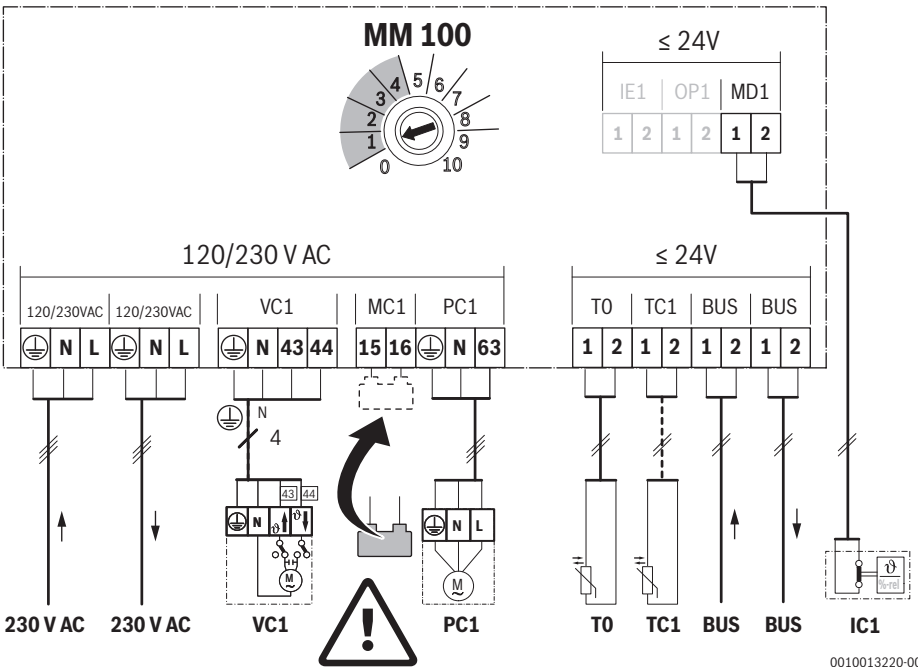 MM 100
0 1 2 3 4 5 6 7 8 9 10
≤ 24V
IE1 OP1 MD1
1 2 1 2 1 2
120/230 V AC
≤ 24V
120/230VAC 120/230VAC VC1 MC1 PC1 T0 TC1 BUS BUS
N L N L N 43 44 15 16 N 63 1 2 1 2 1 2 1 2
N
4
43 44
N ϑ ϑ N L
M
~
M
~
ϑ
%-rel
230 V AC 230 V AC VC1 PC1 T0 TC1 BUS BUS IC1
!